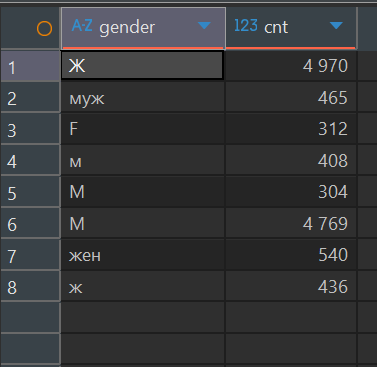 A-Z gender 123 cnt
1 Ж 4 970
2 муж 465
3 F 312
4 м 408
5 M 304
6 М 4 769
7 жен 540
8 ж 436